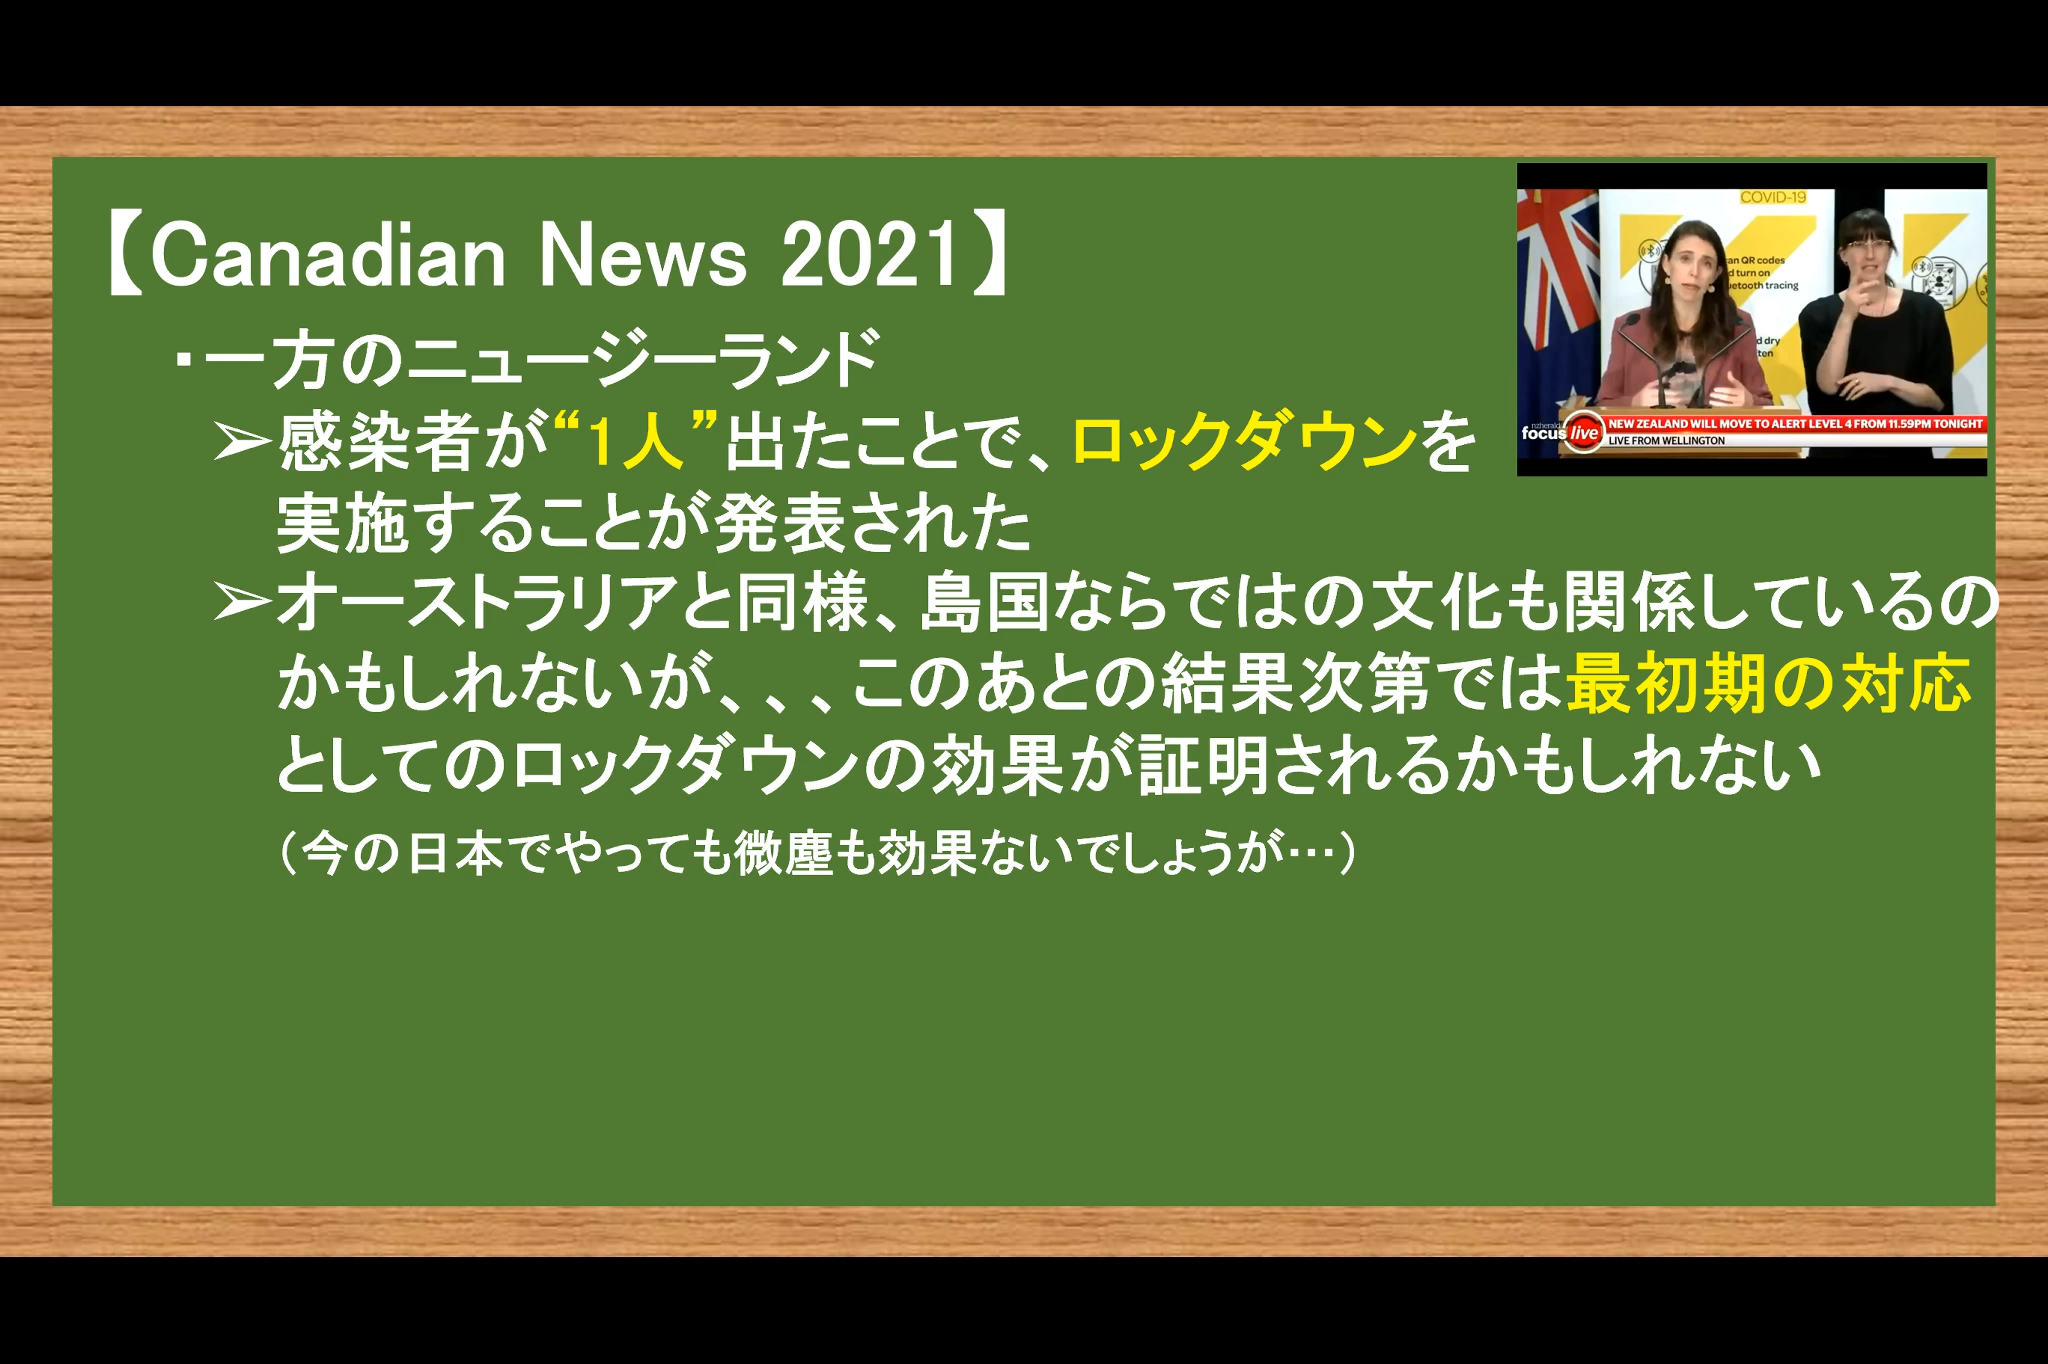 【Canadian News 2021】
・一方のニュージーランド
➢感染者が“1人”出たことで、ロックダウンを
実施することが発表された
➢オーストラリアと同様、島国ならではの文化も関係しているの
かもしれないが、、、このあとの結果次第では最初期の対応
としてのロックダウンの効果が証明されるかもしれない
（今の日本でやっても微塵も効果ないでしょうが…）
COVID-19
QR codes
turn on
tracing
dry
nzherald
focus live
NEW ZEALAND WILL MOVE TO ALERT LEVEL 4 FROM 11.59PM TONIGHT
LIVE FROM WELLINGTON